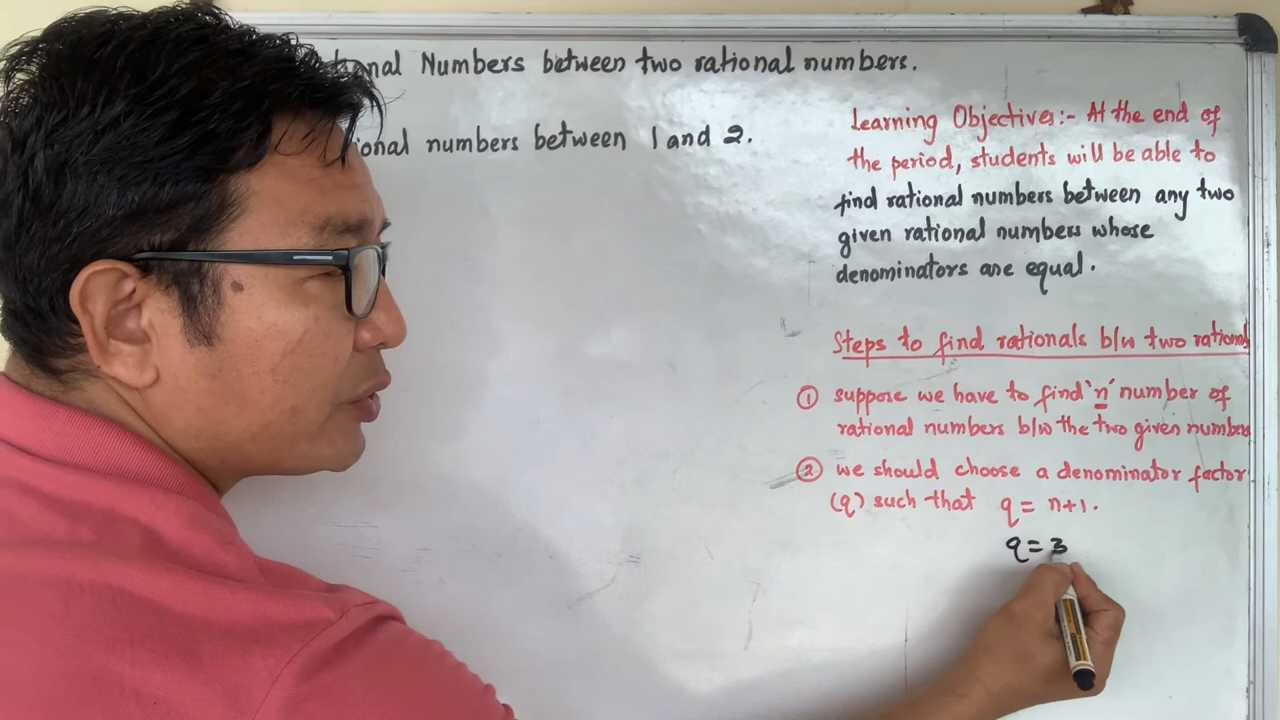 Numbers between two rational numbers.
numbers between 1 and 2.
Learning Objectives:- At the end of
the period, students will be able to
find rational numbers between any two
given rational numbers whose
denominators are equal.
Steps to find rationals b/w two rationals
① suppose we have to find 'n' number of
rational numbers b/w the two given numbers
② we should choose a denominator factor
(q) such that q = n+1.
q = 3